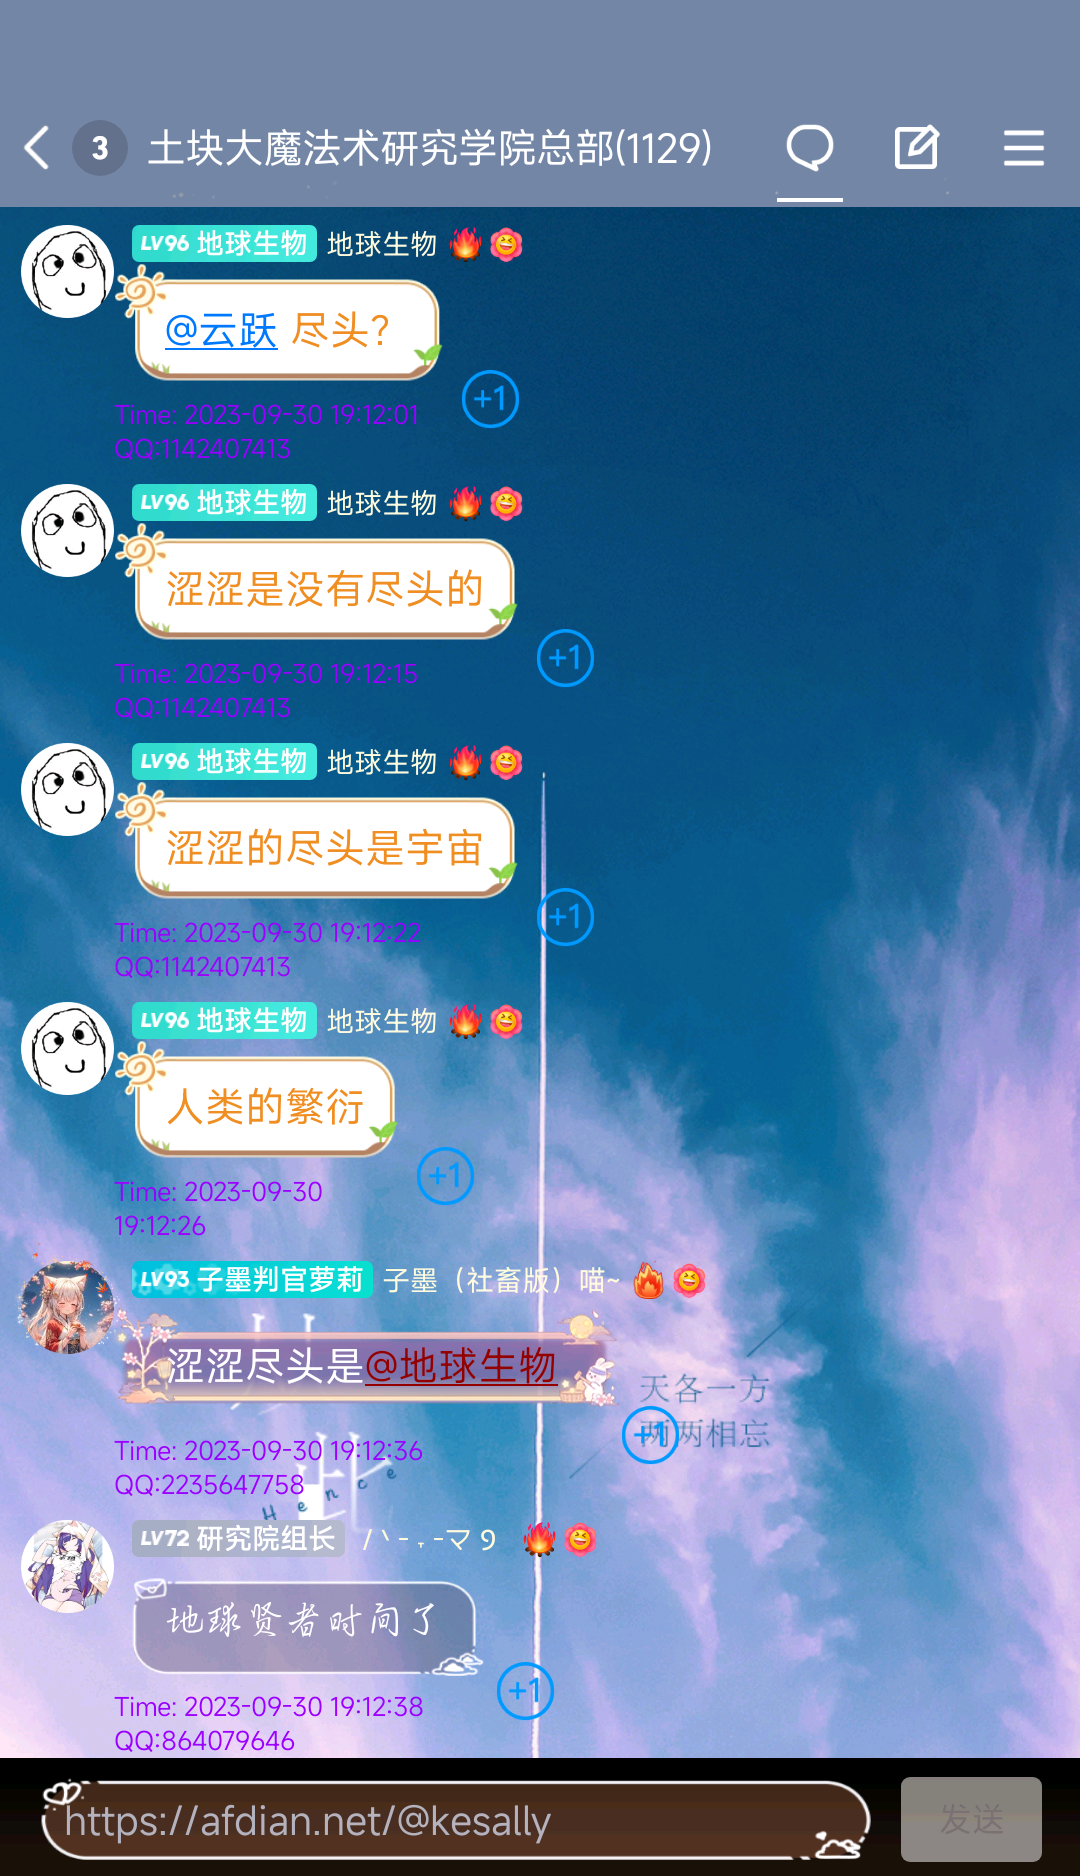 3 土块大魔法术研究学院总部(1129)
LV96 地球生物 地球生物
@云跃 尽头?
+1
Time: 2023-09-30 19:12:01
QQ:1142407413
LV96 地球生物 地球生物
涩涩是没有尽头的
+1
Time: 2023-09-30 19:12:15
QQ:1142407413
LV96 地球生物 地球生物
涩涩的尽头是宇宙
+1
Time: 2023-09-30 19:12:22
QQ:1142407413
LV96 地球生物 地球生物
人类的繁衍
+1
Time: 2023-09-30
19:12:26
LV93 子墨判官萝莉 子墨（社畜版）喵~
涩涩尽头是@地球生物
天各一方
两两相忘
+1
Time: 2023-09-30 19:12:36
QQ:2235647758
Hence
LV72 研究院组长
地球贤者时间了
+1
Time: 2023-09-30 19:12:38
QQ:864079646
https://afdian.net/@kesally
发送